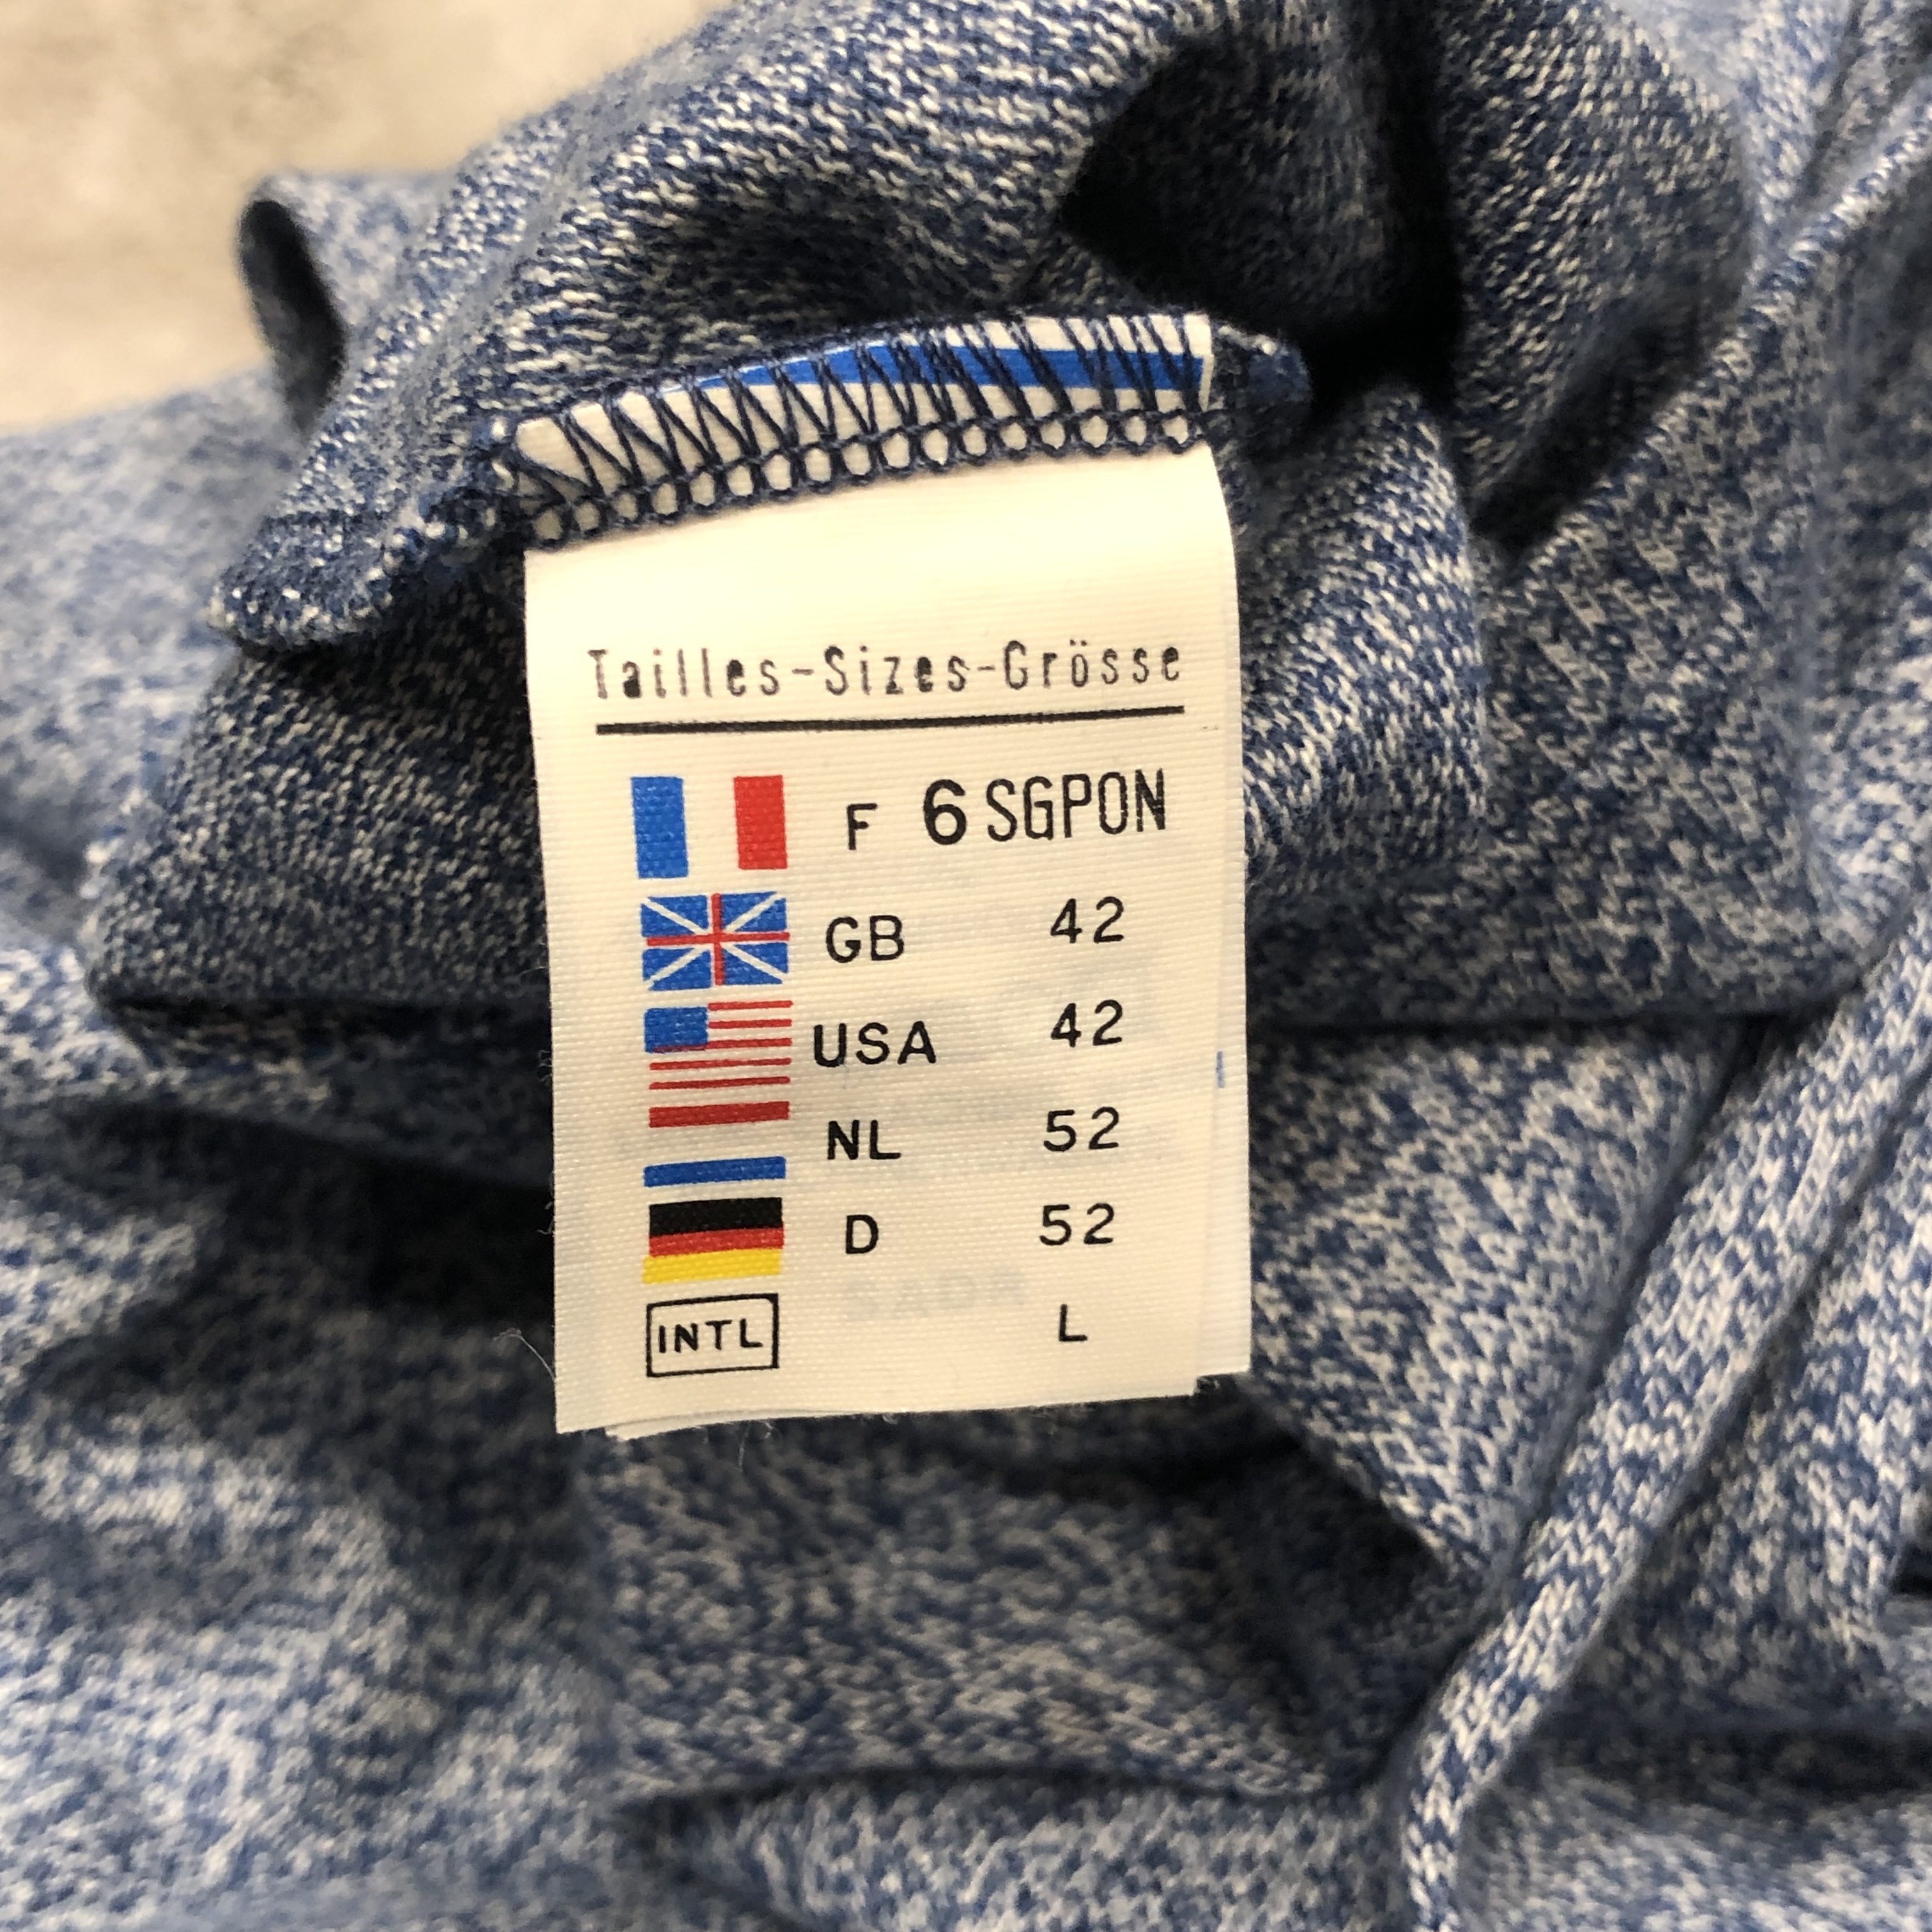 Tailles-Sizes-Grösse
F 6 SGPON
GB 42
USA 42
NL 52
D 52
INTL L